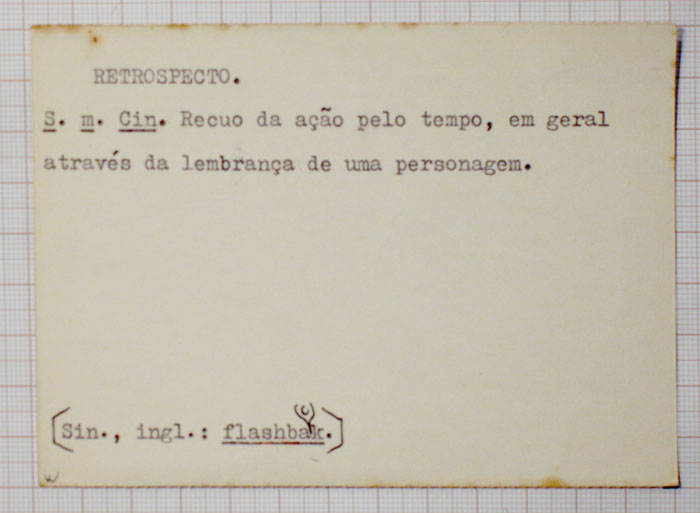 RETROSPECTO.
S. m. Cin. Recuo da ação pelo tempo, em geral
através da lembrança de uma personagem.
[Sin., ingl.: flashback.]